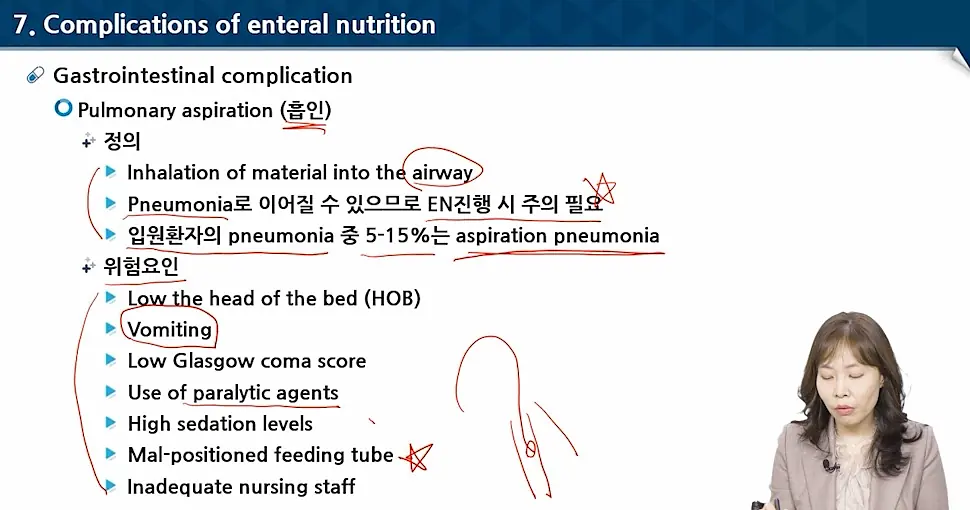 7. Complications of enteral nutrition
Gastrointestinal complication
Pulmonary aspiration (흡인)
정의
Inhalation of material into the airway
Pneumonia로 이어질 수 있으므로 EN진행 시 주의 필요
입원환자의 pneumonia 중 5-15%는 aspiration pneumonia
위험요인
Low the head of the bed (HOB)
Vomiting
Low Glasgow coma score
Use of paralytic agents
High sedation levels
Mal-positioned feeding tube
Inadequate nursing staff